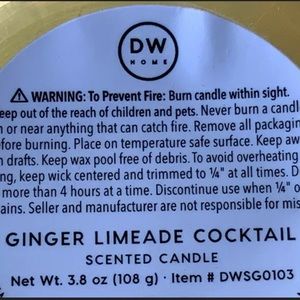 DW
HOME
⚠ WARNING: To Prevent Fire: Burn candle within sight.
eep out of the reach of children and pets. Never burn a candl
n or near anything that can catch fire. Remove all packaging
efore burning. Place on temperature safe surface. Keep aw
n drafts. Keep wax pool free of debris. To avoid overheating
ng, keep wick centered and trimmed to ¼" at all times. D
more than 4 hours at a time. Discontinue use when ¼" o
ains. Seller and manufacturer are not responsible for mis
GINGER LIMEADE COCKTAIL
SCENTED CANDLE
Net Wt. 3.8 oz (108 g) · Item # DWSG0103